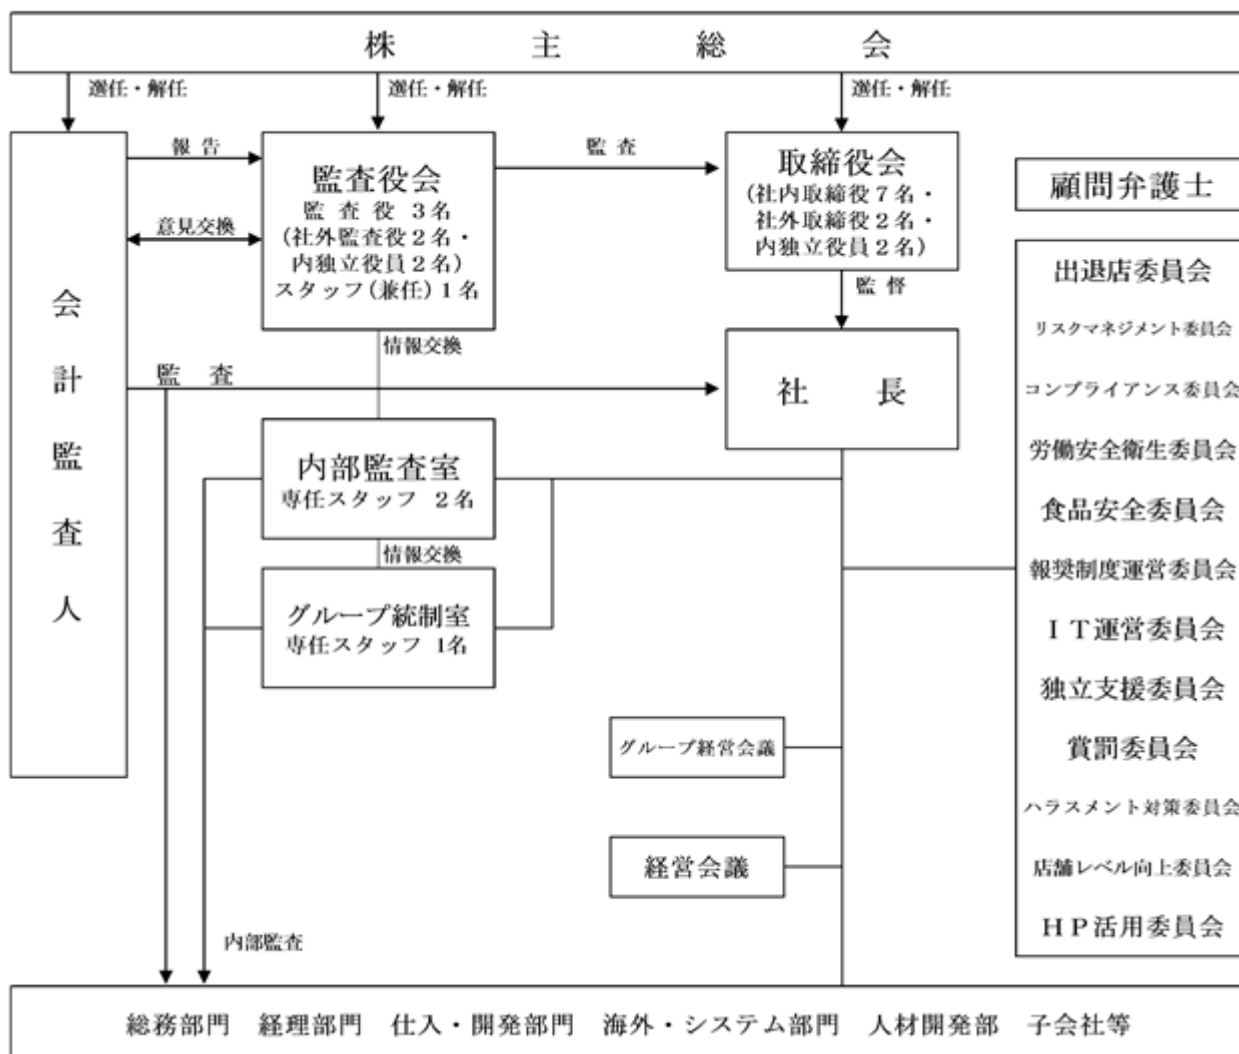 株主総会
選任・解任
選任・解任
選任・解任
報告
監査役会
監査役 3名
(社外監査役2名・
内独立役員2名)
スタッフ(兼任)1名
監査
取締役会
(社内取締役7名・
社外取締役2名・
内独立役員2名)
顧問弁護士
意見交換
会計監査人
監督
情報交換
監査
社長
内部監査室
専任スタッフ 2名
情報交換
グループ統制室
専任スタッフ 1名
出退店委員会
リスクマネジメント委員会
コンプライアンス委員会
労働安全衛生委員会
食品安全委員会
報奨制度運営委員会
IT運営委員会
独立支援委員会
賞罰委員会
ハラスメント対策委員会
店舗レベル向上委員会
HP活用委員会
グループ経営会議
経営会議
内部監査
総務部門 経理部門 仕入・開発部門 海外・システム部門 人材開発部 子会社等